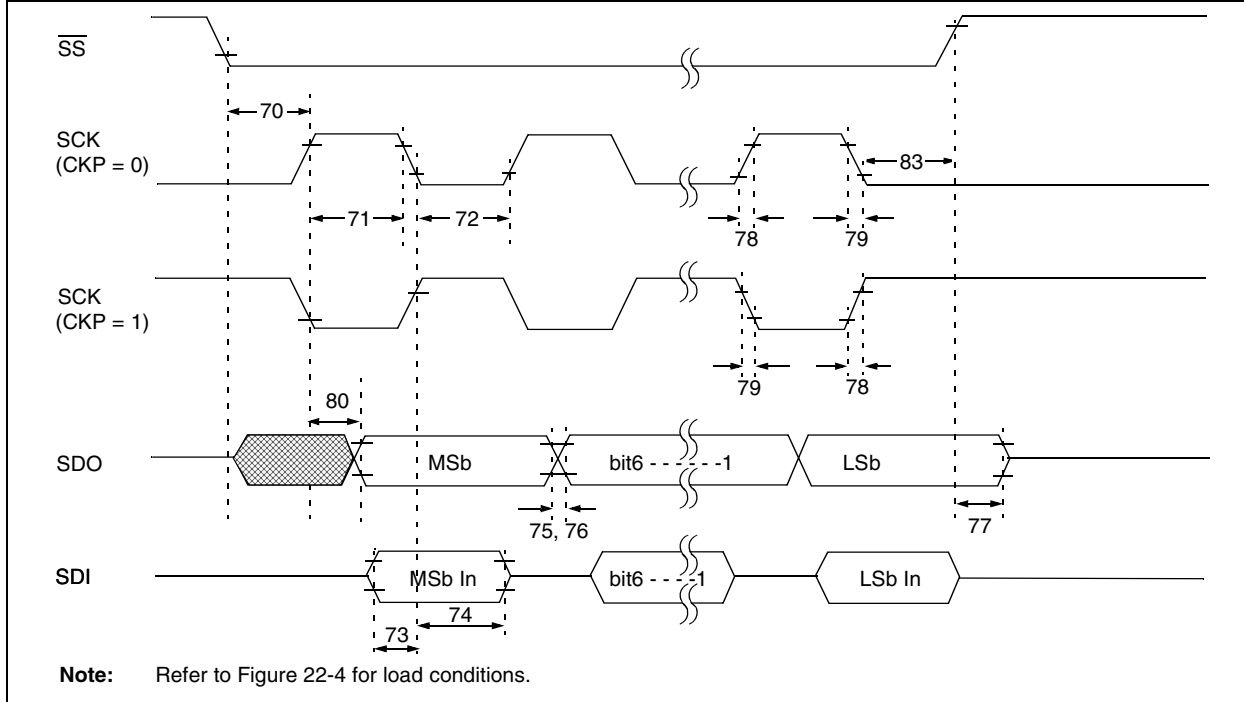 SS
70
SCK
(CKP = 0)
83
71
72
78
79
SCK
(CKP = 1)
79
78
80
SDO
MSb
bit6 - - - - - -1
LSb
75, 76
77
SDI
MSb In
bit6 - - - -1
LSb In
74
73
Note: Refer to Figure 22-4 for load conditions.